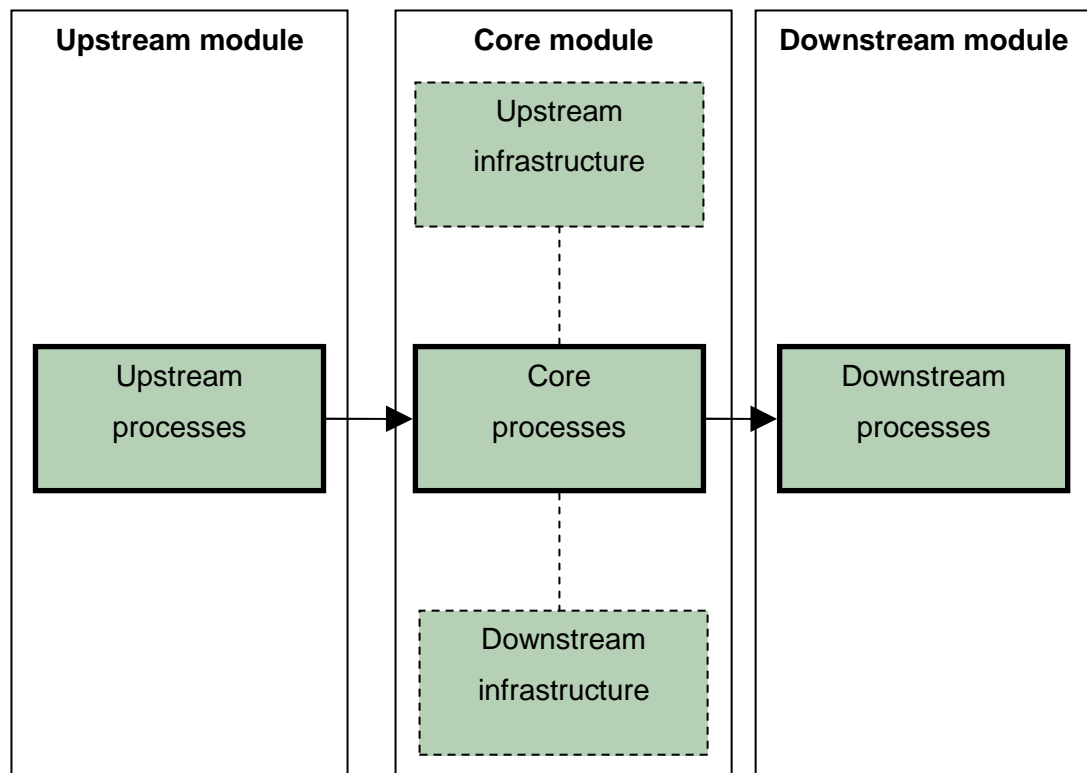 Upstream module
Upstream
processes
Core module
Upstream
infrastructure
Core
processes
Downstream
infrastructure
Downstream module
Downstream
processes